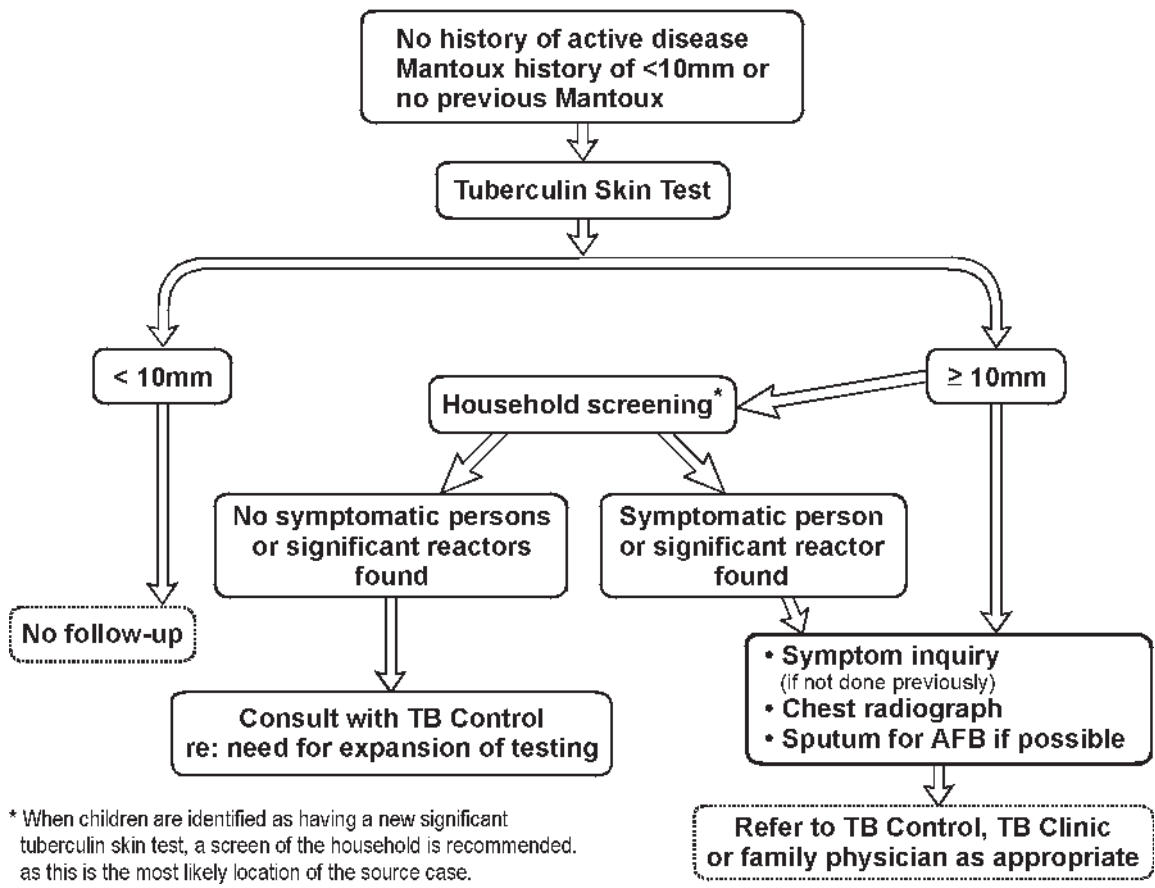 No history of active disease
Mantoux history of <10mm or
no previous Mantoux
Tuberculin Skin Test
< 10mm
≥ 10mm
Household screening*
No symptomatic persons
or significant reactors
found
Symptomatic person
or significant reactor
found
No follow-up
• Symptom inquiry
(if not done previously)
• Chest radiograph
• Sputum for AFB if possible
Consult with TB Control
re: need for expansion of testing
Refer to TB Control, TB Clinic
or family physician as appropriate
* When children are identified as having a new significant
tuberculin skin test, a screen of the household is recommended.
as this is the most likely location of the source case.